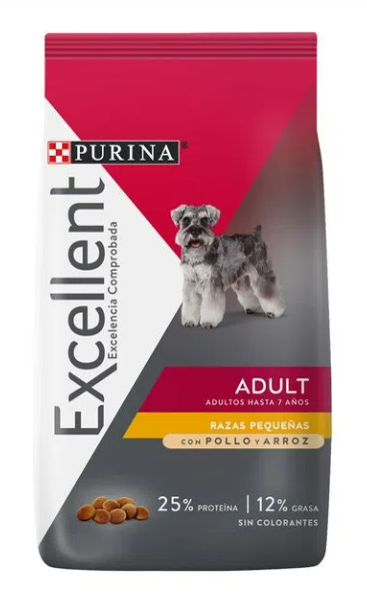 PURINA®
Excellent
Excelencia Comprobada
ADULT
ADULTOS HASTA 7 AÑOS
RAZAS PEQUEÑAS
CON POLLO Y ARROZ
25% PROTEÍNA | 12% GRASA
SIN COLORANTES